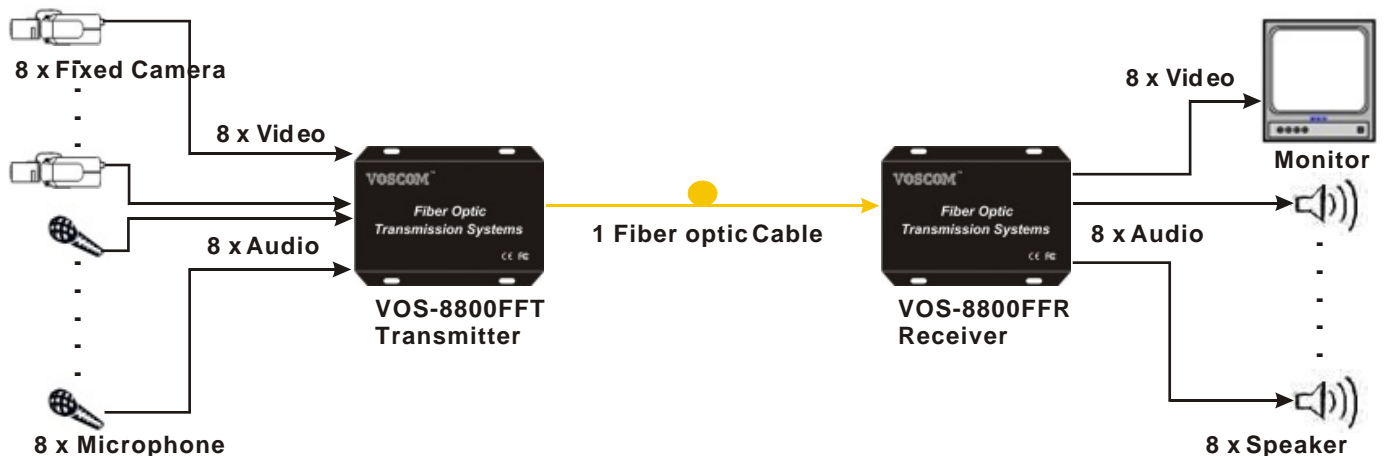 8 x Fixed Camera
8 x Video
8 x Audio
8 x Microphone
VOSCOM™
Fiber Optic
Transmission Systems
CE FC
VOS-8800FFT
Transmitter
1 Fiber optic Cable
VOSCOM™
Fiber Optic
Transmission Systems
CE FC
VOS-8800FFR
Receiver
8 x Video
Monitor
8 x Audio
8 x Speaker